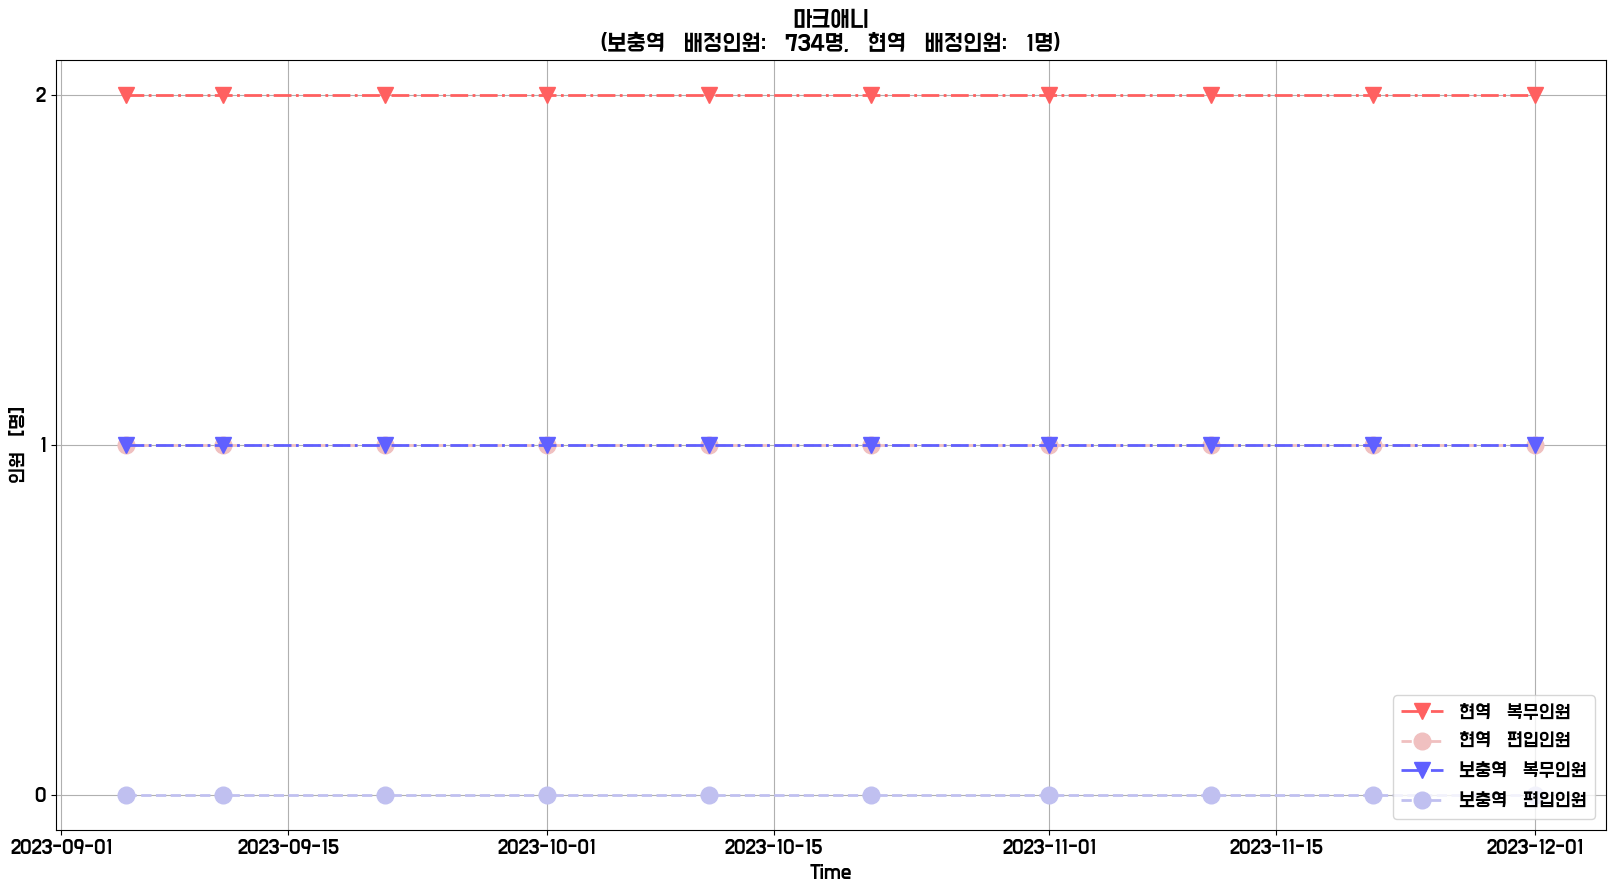 마크애니
(보충역 배정인원: 734명, 현역 배정인원: 1명)
인원 [명]
2
1
0
현역 복무인원
현역 편입인원
보충역 복무인원
보충역 편입인원
2023-09-01 2023-09-15 2023-10-01 2023-10-15 2023-11-01 2023-11-15 2023-12-01
Time